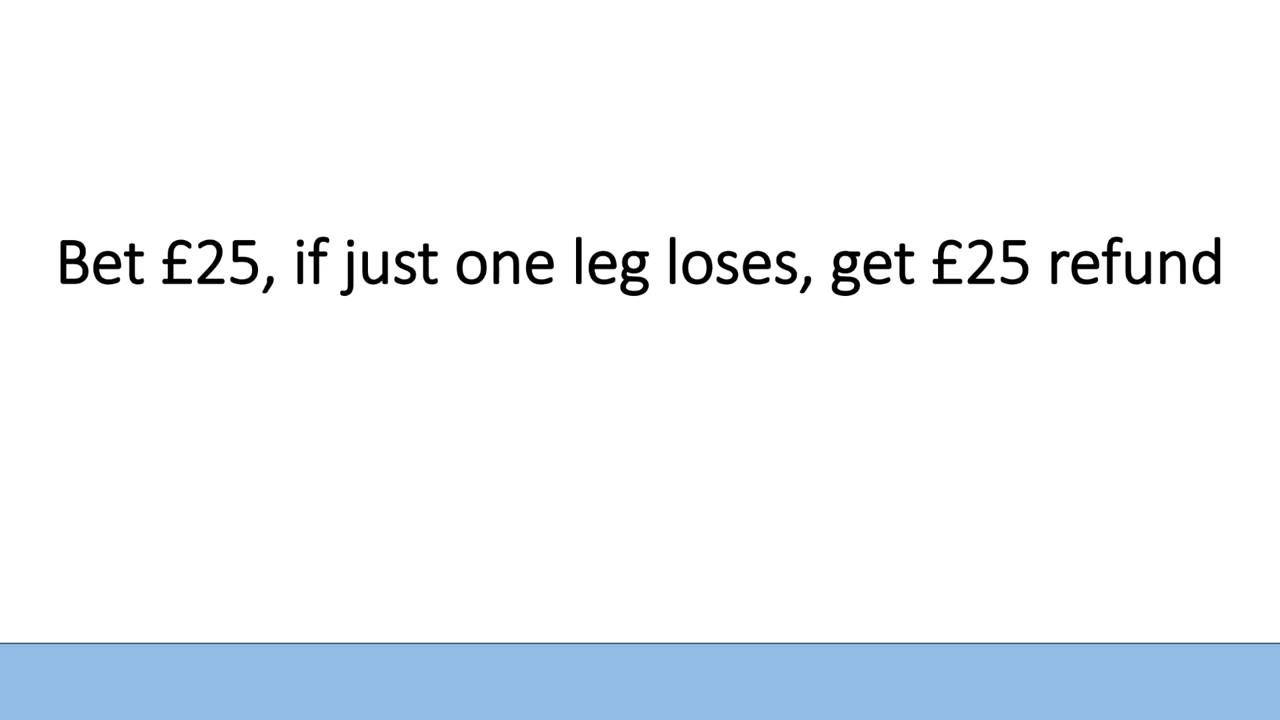 Bet £25, if just one leg loses, get £25 refund